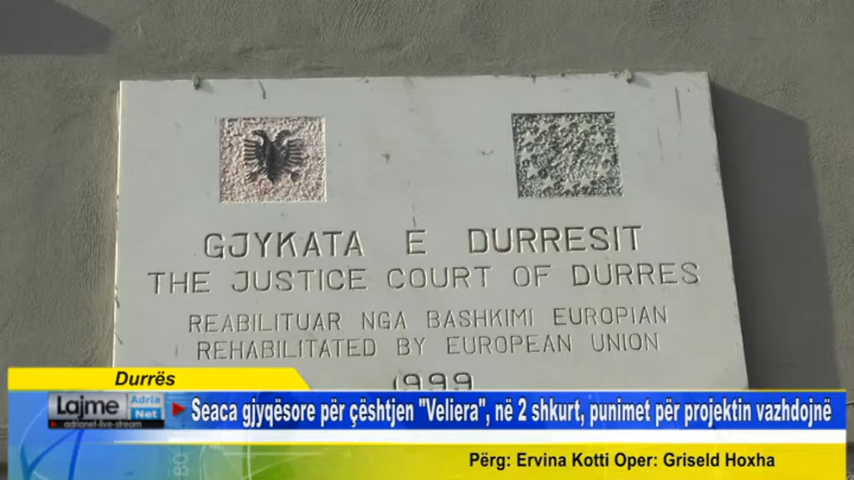 GJYKATA E DURRESIT
THE JUSTICE COURT OF DURRES
REABILITUAR NGA BASHKIMI EUROPIAN
REHABILITATED BY EUROPEAN UNION
1999
Durrës
Lajme Adria Net
adrianet-live-stream
Seaca gjyqësore për çështjen "Veliera", në 2 shkurt, punimet për projektin vazhdojnë
Përg: Ervina Kotti Oper: Griseld Hoxha